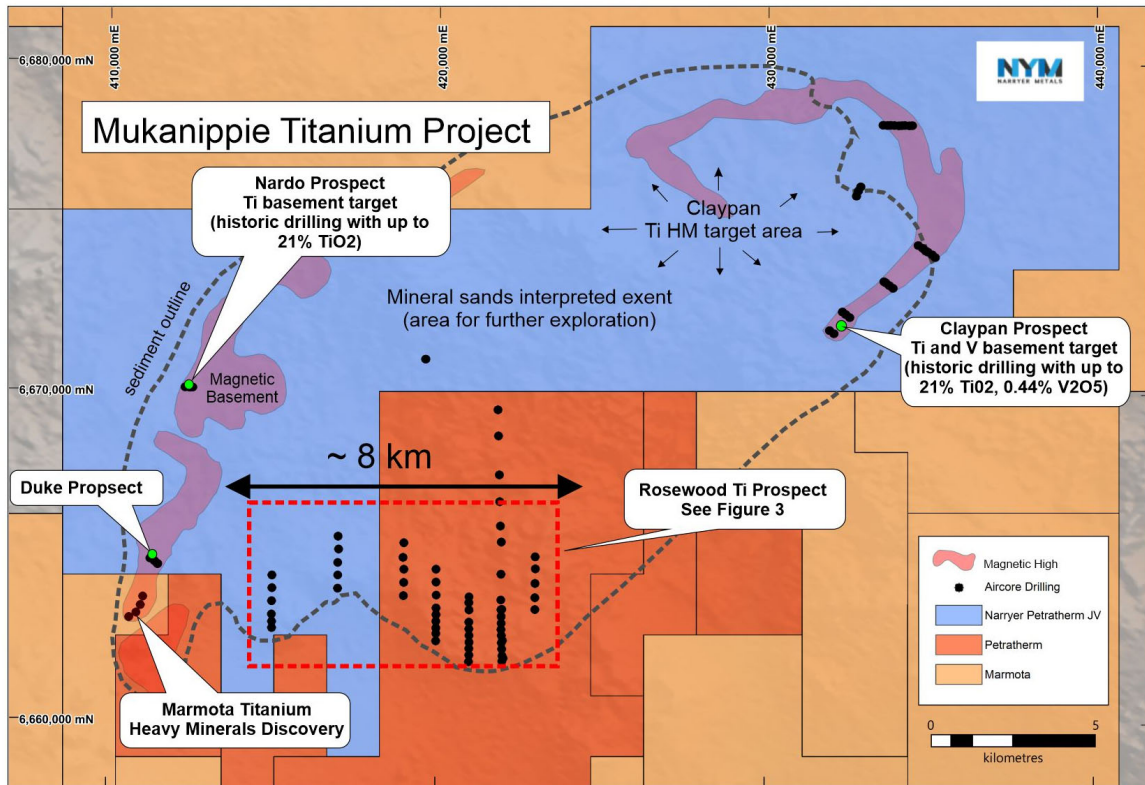 410,000 mE
420,000 mE
430,000 mE
440,000 mE
6,680,000 mN
6,670,000 mN
6,660,000 mN
NYM
NARRYER METALS
Mukanippie Titanium Project
Nardo Prospect
Ti basement target
(historic drilling with up to
21% TiO2)
Claypan
Ti HM target area
Mineral sands interpreted exent
(area for further exploration)
sediment outline
Magnetic
Basement
Claypan Prospect
Ti and V basement target
(historic drilling with up to
21% Ti02, 0.44% V2O5)
~ 8 km
Duke Propsect
Rosewood Ti Prospect
See Figure 3
Marmota Titanium
Heavy Minerals Discovery
Magnetic High
Aircore Drilling
Narryer Petratherm JV
Petratherm
Marmota
0
5
kilometres